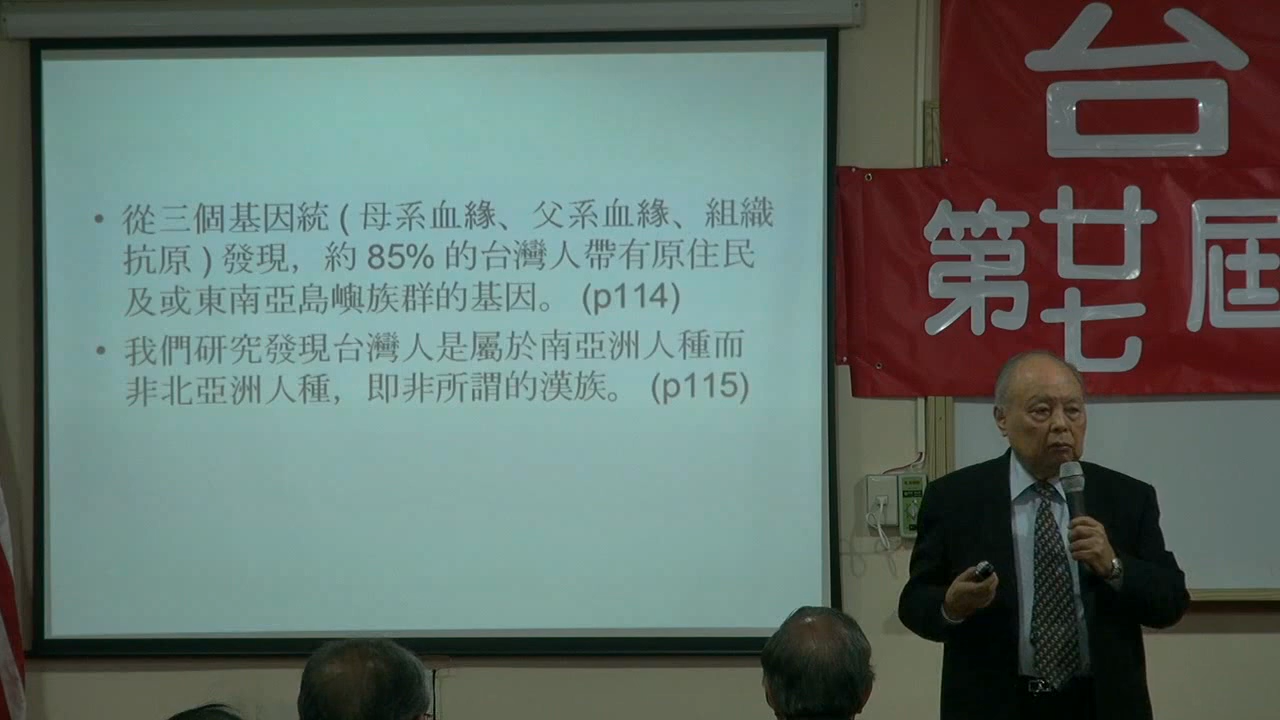 • 從三個基因統 ( 母系血緣、父系血緣、組織
抗原 ) 發現，約 85% 的台灣人帶有原住民
及或東南亞島嶼族群的基因。 (p114)
• 我們研究發現台灣人是屬於南亞洲人種而
非北亞洲人種，即非所謂的漢族。 (p115)
台
第廿七屆